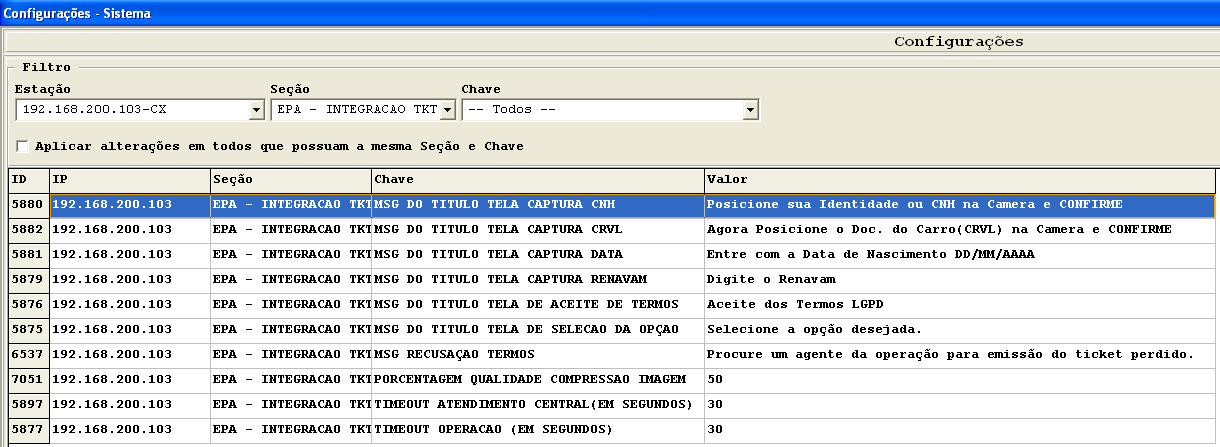 Configurações - Sistema
Configurações
Filtro
Estação Seção Chave
192.168.200.103-CX EPA - INTEGRACAO TKT -- Todos --
Aplicar alterações em todos que possuam a mesma Seção e Chave
ID IP Seção Chave Valor
5880 192.168.200.103 EPA - INTEGRACAO TKT MSG DO TITULO TELA CAPTURA CNH Posicione sua Identidade ou CNH na Camera e CONFIRME
5882 192.168.200.103 EPA - INTEGRACAO TKT MSG DO TITULO TELA CAPTURA CRVL Agora Posicione o Doc. do Carro(CRVL) na Camera e CONFIRME
5881 192.168.200.103 EPA - INTEGRACAO TKT MSG DO TITULO TELA CAPTURA DATA Entre com a Data de Nascimento DD/MM/AAAA
5879 192.168.200.103 EPA - INTEGRACAO TKT MSG DO TITULO TELA CAPTURA RENAVAM Digite o Renavam
5876 192.168.200.103 EPA - INTEGRACAO TKT MSG DO TITULO TELA DE ACEITE DE TERMOS Aceite dos Termos LGPD
5875 192.168.200.103 EPA - INTEGRACAO TKT MSG DO TITULO TELA DE SELECAO DA OPÇAO Selecione a opção desejada.
6537 192.168.200.103 EPA - INTEGRACAO TKT MSG RECUSAÇAO TERMOS Procure um agente da operação para emissão do ticket perdido.
7051 192.168.200.103 EPA - INTEGRACAO TKT PORCENTAGEM QUALIDADE COMPRESSAO IMAGEM 50
5897 192.168.200.103 EPA - INTEGRACAO TKT TIMEOUT ATENDIMENTO CENTRAL(EM SEGUNDOS) 30
5877 192.168.200.103 EPA - INTEGRACAO TKT TIMEOUT OPERACAO (EM SEGUNDOS) 30